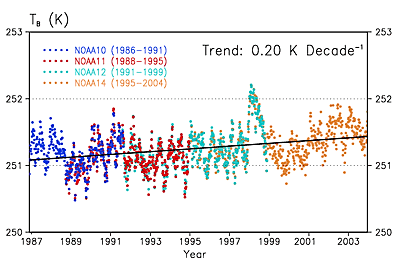 T_B (K)
253
253
NOAA10 (1986−1991)
NOAA11 (1988−1995)
NOAA12 (1991−1999)
NOAA14 (1995−2004)
Trend: 0.20 K Decade⁻¹
252
252
251
251
250
250
1987 1989 1991 1993 1995 1997 1999 2001 2003
Year